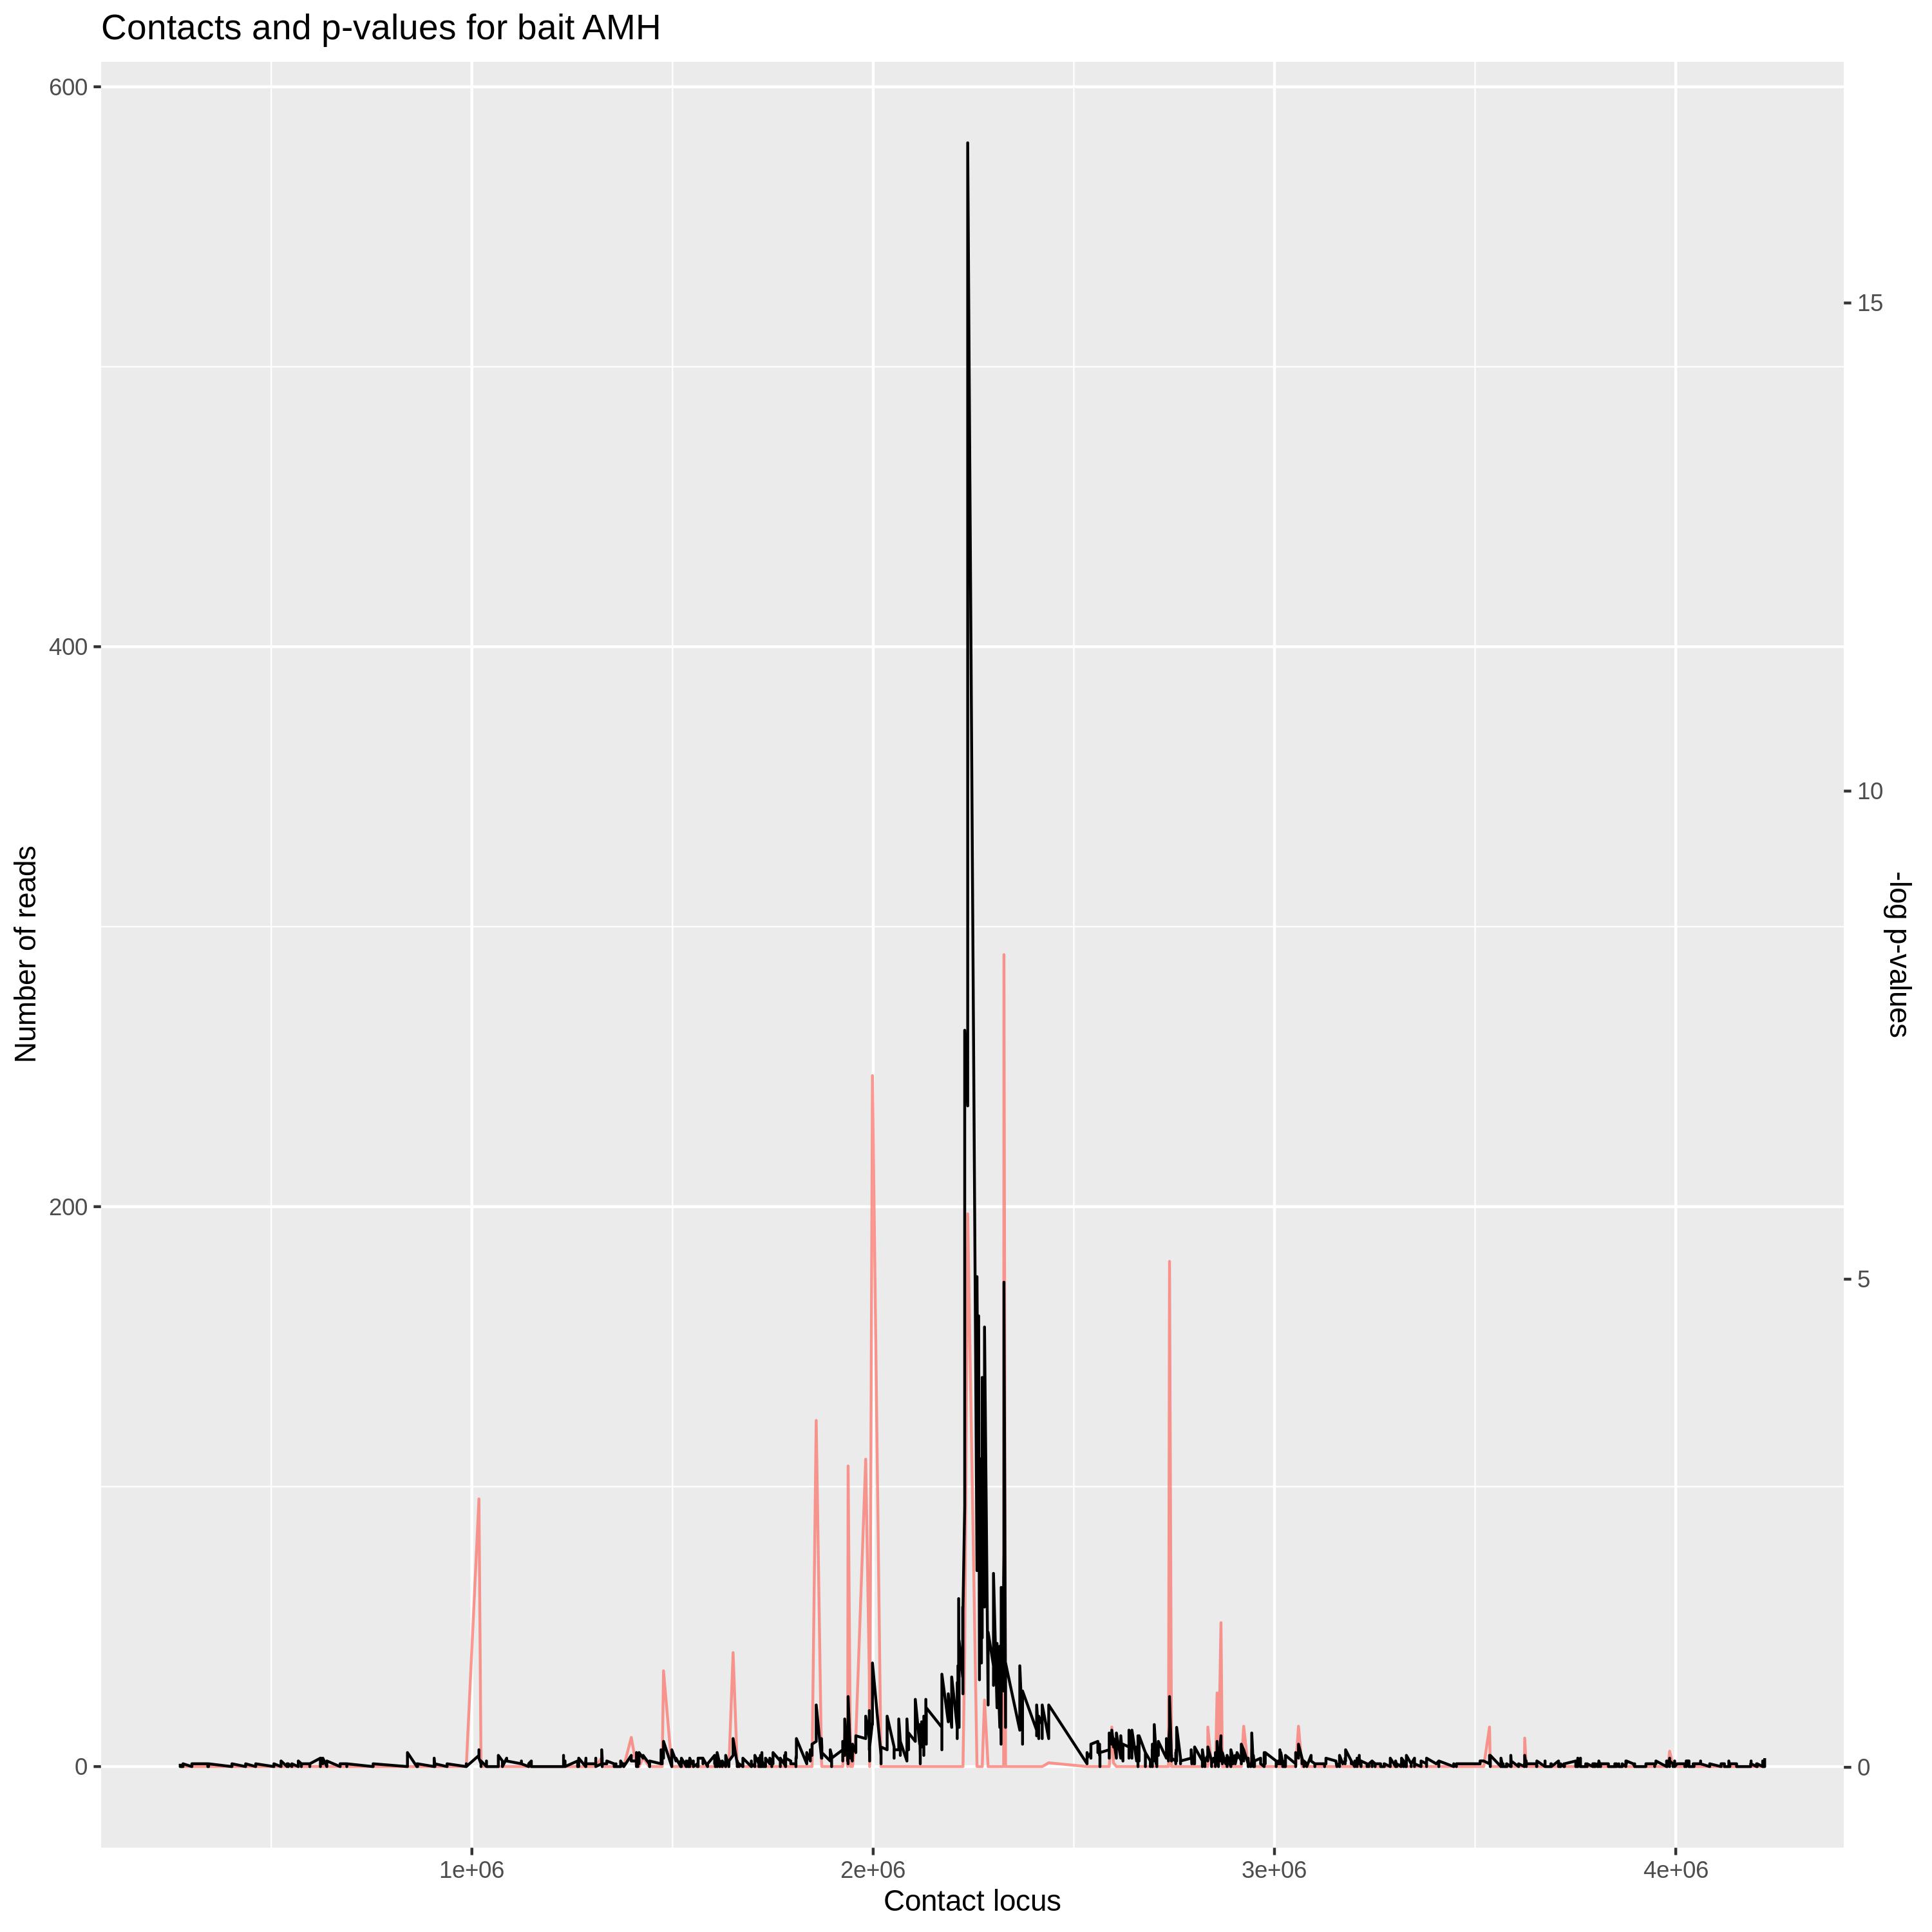 Contacts and p-values for bait AMH
600
400
200
0
Number of reads
15
10
5
0
-log p-values
1e+06
2e+06
3e+06
4e+06
Contact locus